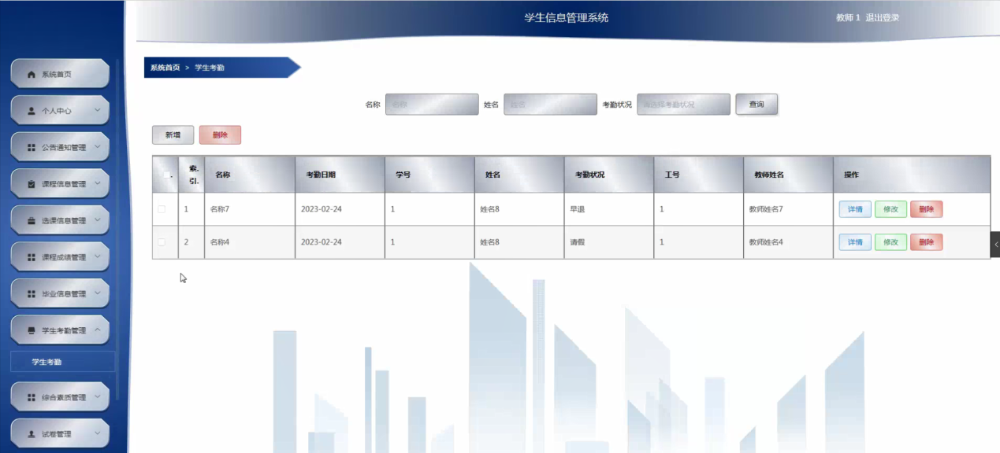 学生信息管理系统
教师 1 退出登录
系统首页
个人中心
公告通知管理
课程信息管理
选课信息管理
课程成绩管理
毕业信息管理
学生考勤管理
学生考勤
综合素质管理
试卷管理
系统首页 > 学生考勤
名称 名称 姓名 姓名 考勤状况 请选择考勤状况 查询
新增 删除
索. 引. 名称 考勤日期 学号 姓名 考勤状况 工号 教师姓名 操作
1 名称7 2023-02-24 1 姓名8 早退 1 教师姓名7 详情 修改 删除
2 名称4 2023-02-24 1 姓名8 请假 1 教师姓名4 详情 修改 删除